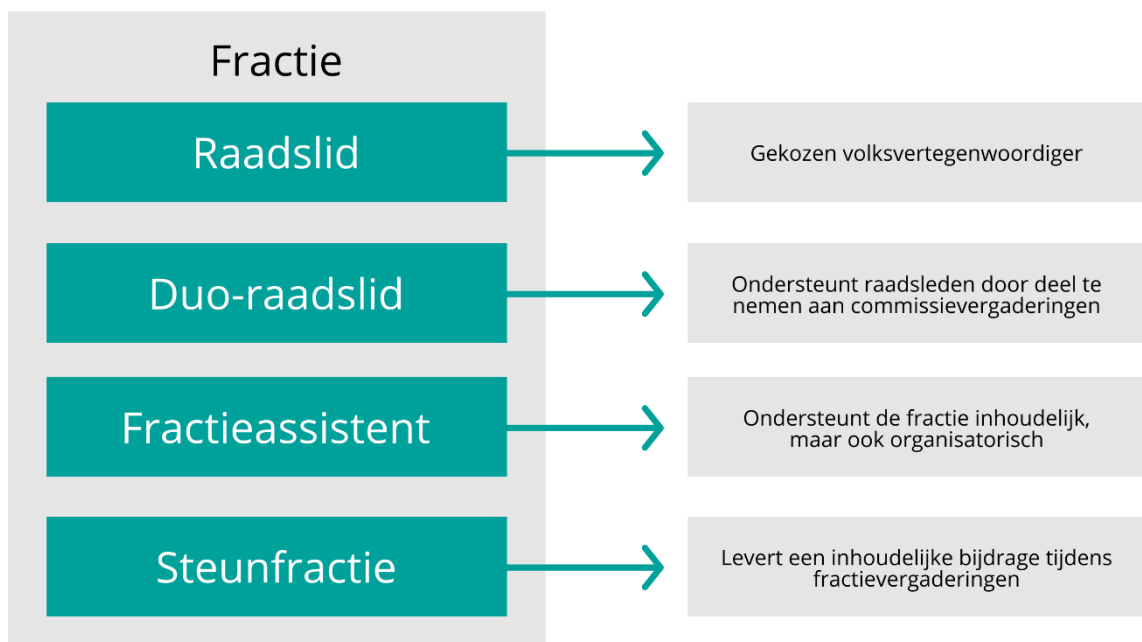 Fractie
Raadslid
Gekozen volksvertegenwoordiger
Duo-raadslid
Ondersteunt raadsleden door deel te
nemen aan commissievergaderingen
Fractieassistent
Ondersteunt de fractie inhoudelijk,
maar ook organisatorisch
Steunfractie
Levert een inhoudelijke bijdrage tijdens
fractievergaderingen